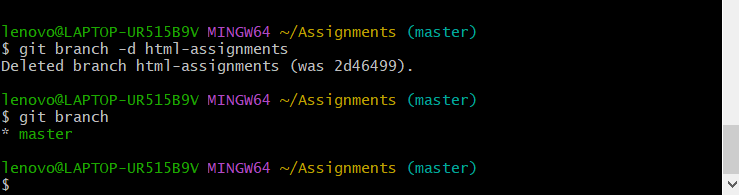 lenovo@LAPTOP-UR515B9V MINGW64 ~/Assignments (master)
$ git branch -d html-assignments
Deleted branch html-assignments (was 2d46499).
lenovo@LAPTOP-UR515B9V MINGW64 ~/Assignments (master)
$ git branch
* master
lenovo@LAPTOP-UR515B9V MINGW64 ~/Assignments (master)
$